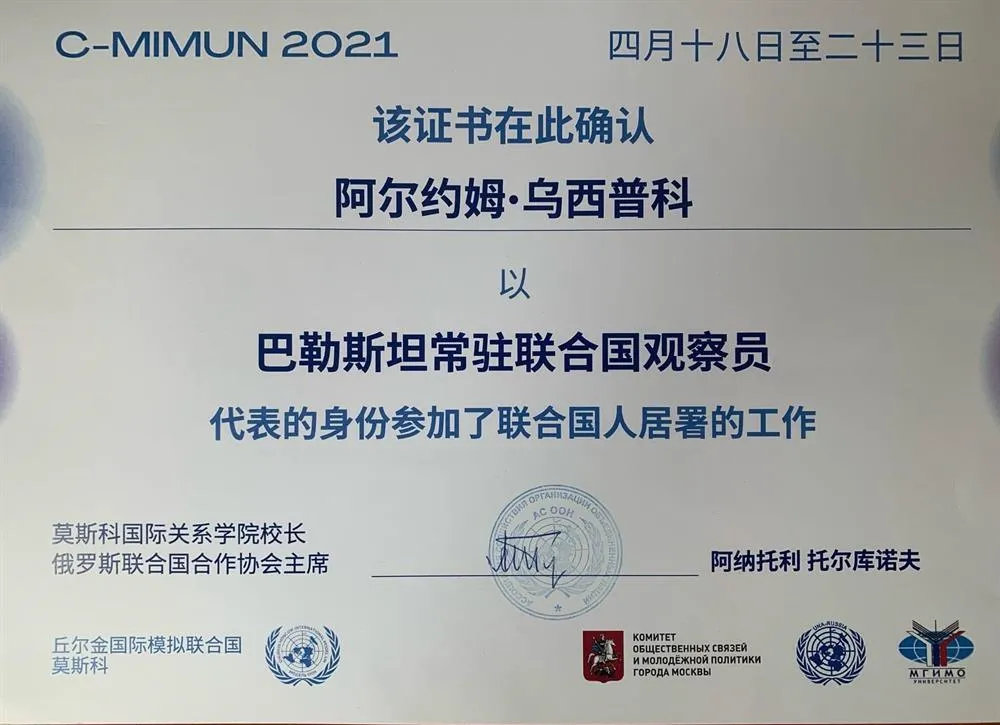 C-MIMUN 2021
四月十八日至二十三日
该证书在此确认
阿尔约姆·乌西普科
以
巴勒斯坦常驻联合国观察员
代表的身份参加了联合国人居署的工作
莫斯科国际关系学院校长
俄罗斯联合国合作协会主席
АС ООН
阿纳托利 托尔库诺夫
丘尔金国际模拟联合国
莫斯科
КОМИТЕТ
ОБЩЕСТВЕННЫХ СВЯЗЕЙ
И МОЛОДЁЖНОЙ ПОЛИТИКИ
ГОРОДА МОСКВЫ
UNA-RUSSIA
МГИМО
УНИВЕРСИТЕТ